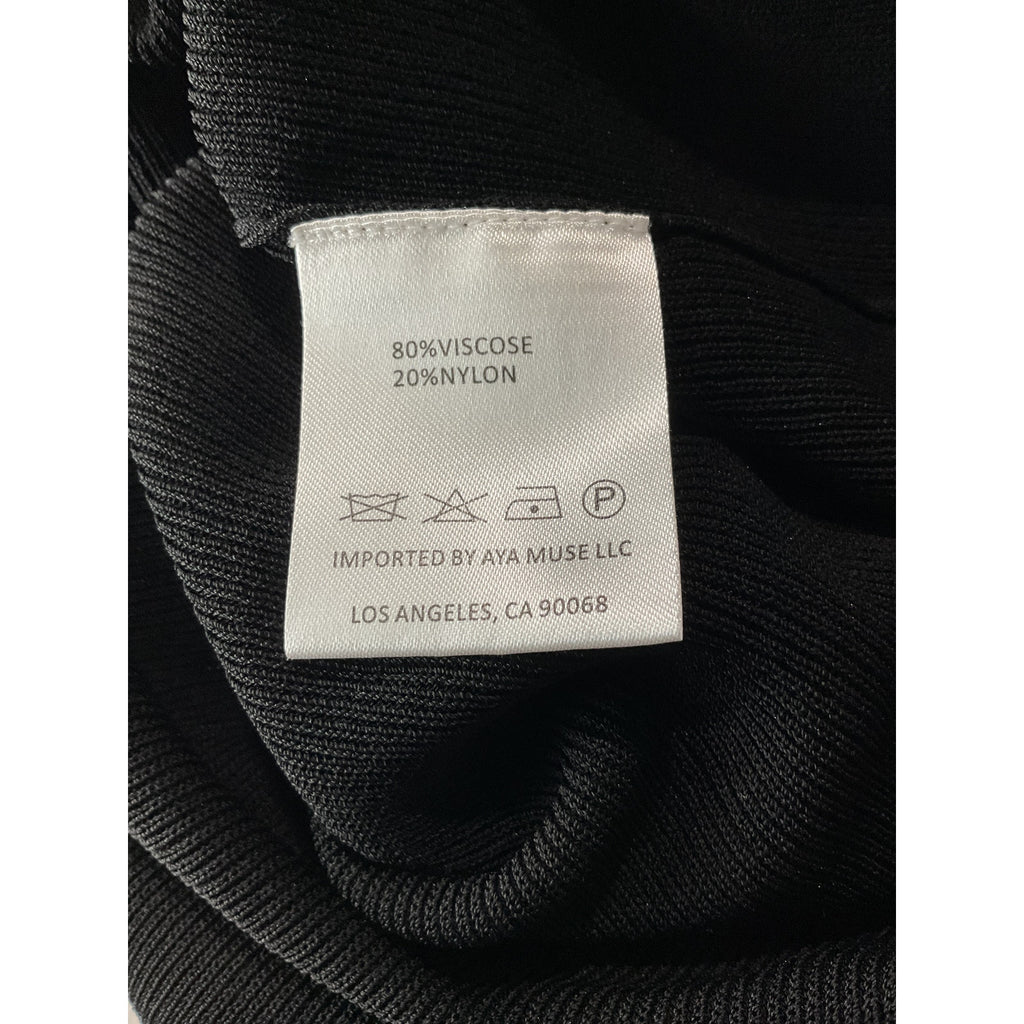 80%VISCOSE
20%NYLON
P
IMPORTED BY AYA MUSE LLC
LOS ANGELES, CA 90068